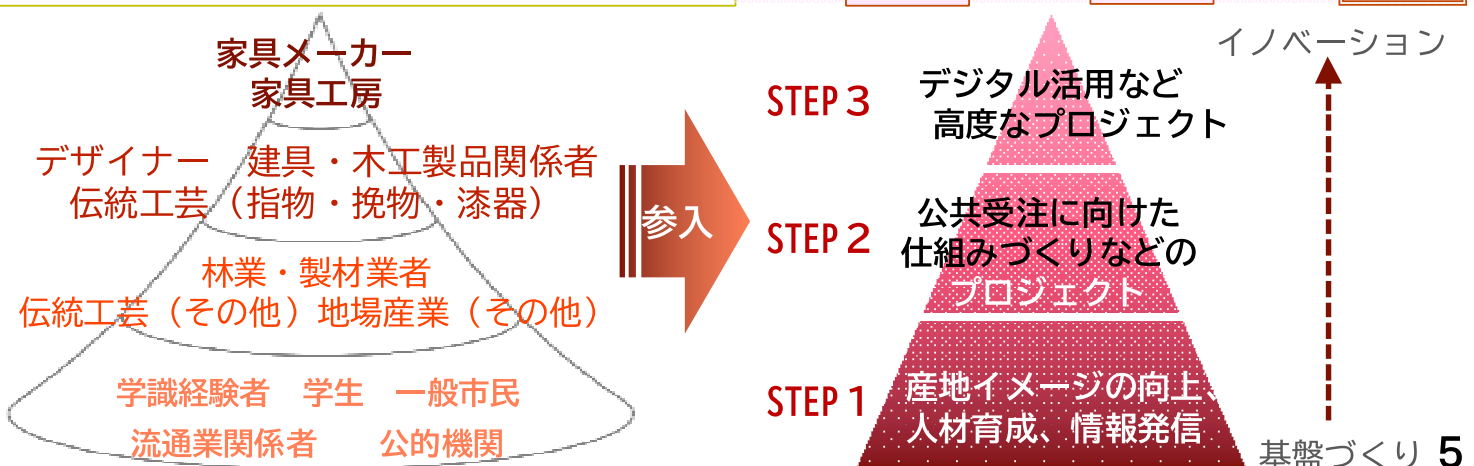 家具メーカー
家具工房
デザイナー　建具・木工製品関係者
伝統工芸（指物・挽物・漆器）
林業・製材業者
伝統工芸（その他）地場産業（その他）
学識経験者　学生　一般市民
流通業関係者　公的機関
参入
STEP 3
デジタル活用など
高度なプロジェクト
STEP 2
公共受注に向けた
仕組みづくりなどの
プロジェクト
STEP 1
産地イメージの向上、
人材育成、情報発信
イノベーション
基盤づくり
5